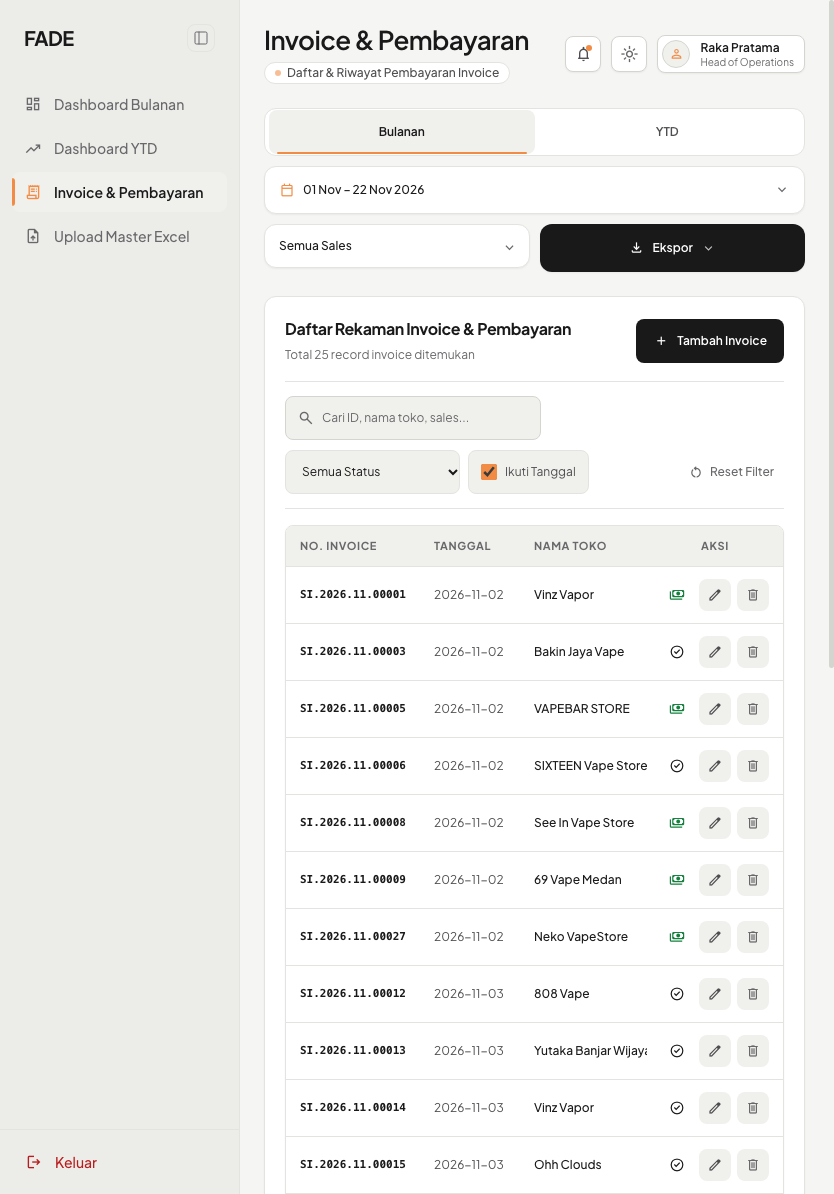 FADE
Dashboard Bulanan
Dashboard YTD
Invoice & Pembayaran
Upload Master Excel
Keluar
Invoice & Pembayaran
Daftar & Riwayat Pembayaran Invoice
Raka Pratama
Head of Operations
Bulanan YTD
01 Nov – 22 Nov 2026
Semua Sales Ekspor
Daftar Rekaman Invoice & Pembayaran
Total 25 record invoice ditemukan
Tambah Invoice
Cari ID, nama toko, sales...
Semua Status Ikuti Tanggal Reset Filter
NO. INVOICE TANGGAL NAMA TOKO AKSI
SI.2026.11.00001 2026-11-02 Vinz Vapor
SI.2026.11.00003 2026-11-02 Bakin Jaya Vape
SI.2026.11.00005 2026-11-02 VAPEBAR STORE
SI.2026.11.00006 2026-11-02 SIXTEEN Vape Store
SI.2026.11.00008 2026-11-02 See In Vape Store
SI.2026.11.00009 2026-11-02 69 Vape Medan
SI.2026.11.00027 2026-11-02 Neko VapeStore
SI.2026.11.00012 2026-11-03 808 Vape
SI.2026.11.00013 2026-11-03 Yutaka Banjar Wijaya
SI.2026.11.00014 2026-11-03 Vinz Vapor
SI.2026.11.00015 2026-11-03 Ohh Clouds